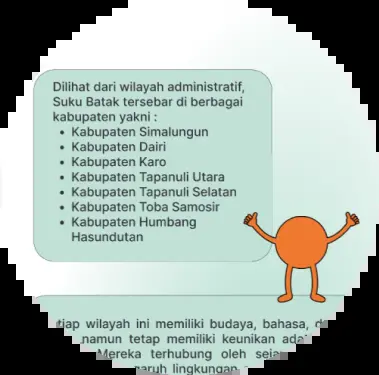 Dilihat dari wilayah administratif,
Suku Batak tersebar di berbagai
kabupaten yakni :
• Kabupaten Simalungun
• Kabupaten Dairi
• Kabupaten Karo
• Kabupaten Tapanuli Utara
• Kabupaten Tapanuli Selatan
• Kabupaten Toba Samosir
• Kabupaten Humbang
Hasundutan
wilayah ini memiliki budaya, bahasa,
namun tetap memiliki keunikan
Mereka terhubung oleh
lingkungan